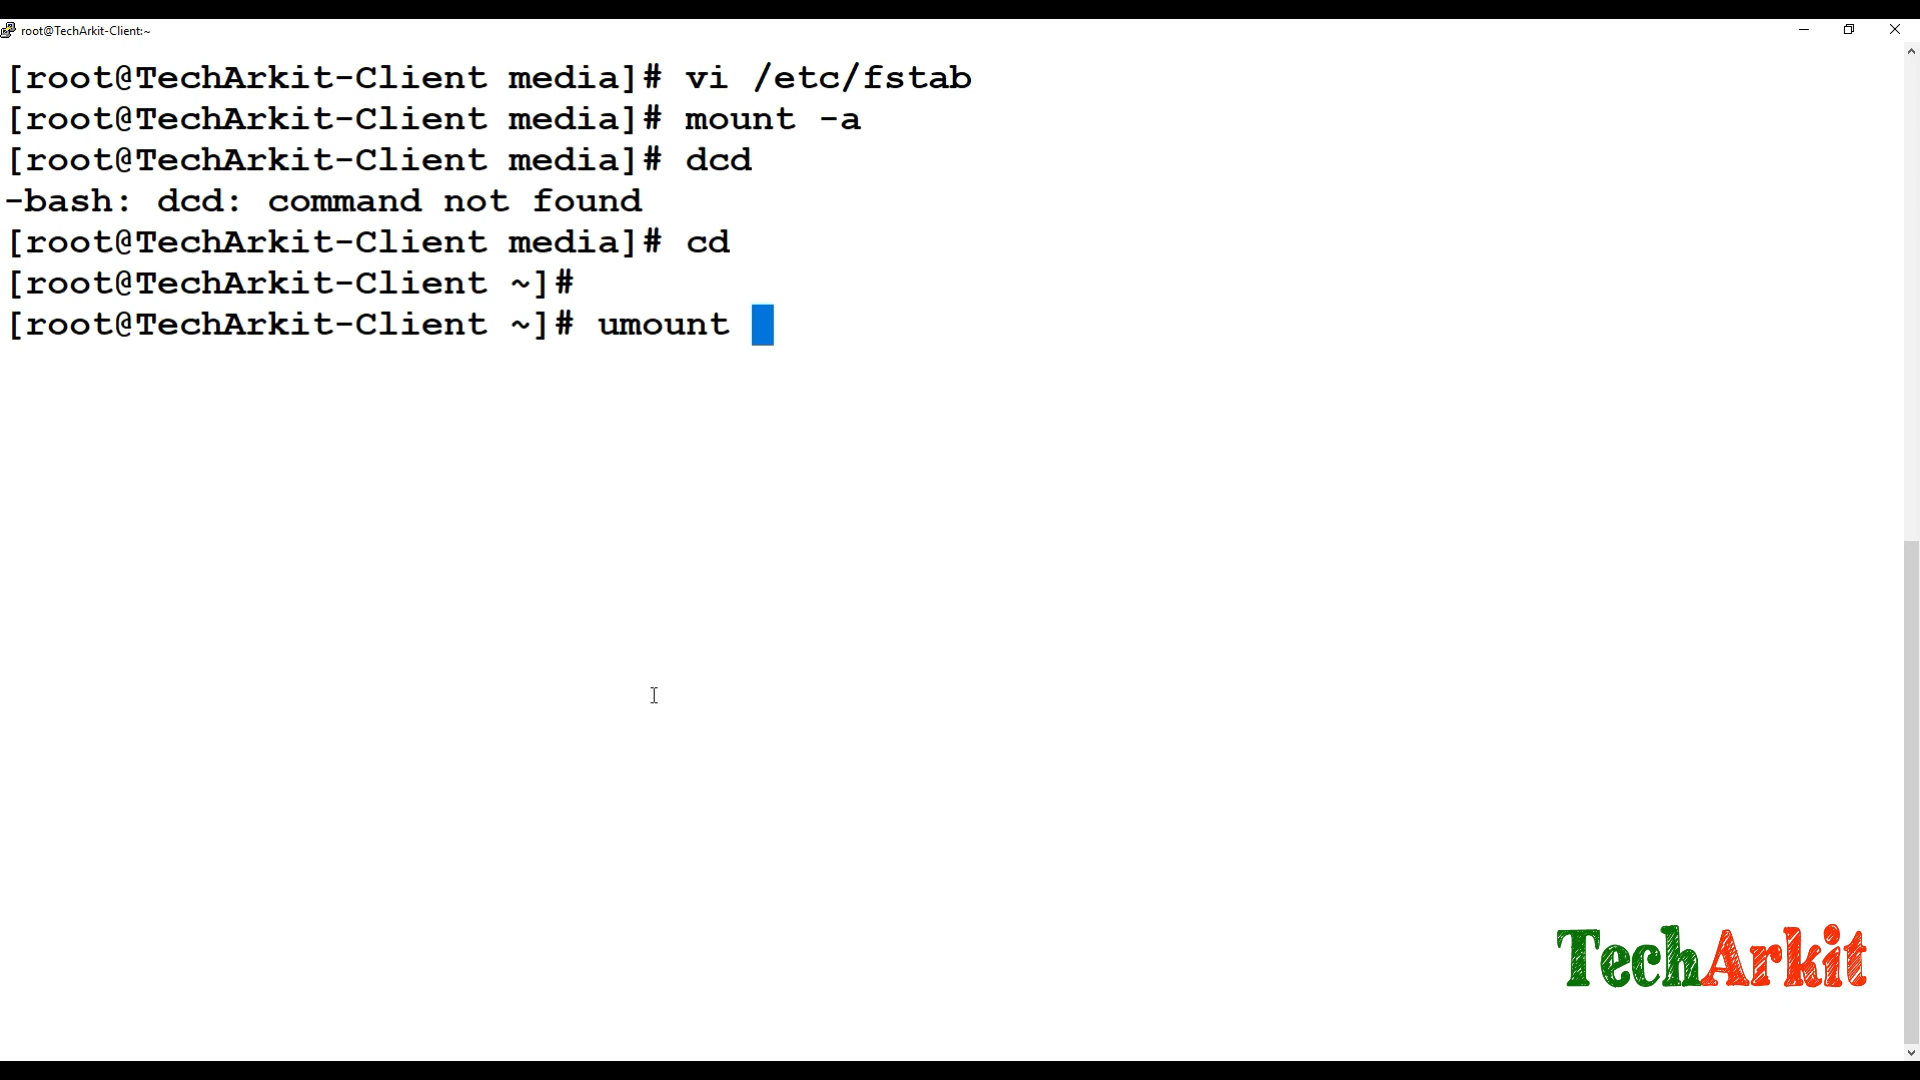 root@TechArkit-Client:~
[root@TechArkit-Client media]# vi /etc/fstab
[root@TechArkit-Client media]# mount -a
[root@TechArkit-Client media]# dcd
-bash: dcd: command not found
[root@TechArkit-Client media]# cd
[root@TechArkit-Client ~]#
[root@TechArkit-Client ~]# umount
TechArkit